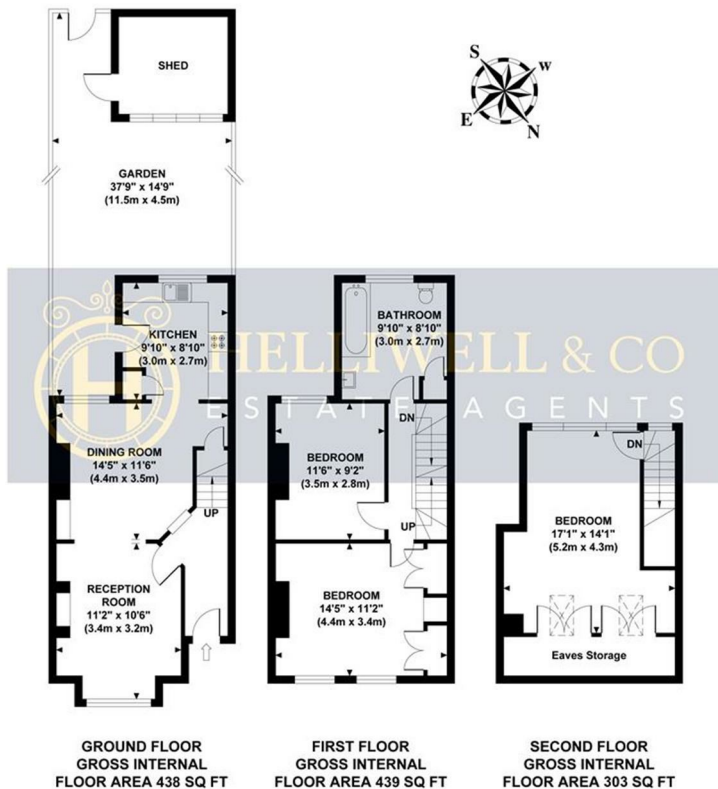 SHED
S
W
E
N
GARDEN
37'9" x 14'9"
(11.5m x 4.5m)
KITCHEN
9'10" x 8'10"
(3.0m x 2.7m)
BATHROOM
9'10" x 8'10"
(3.0m x 2.7m)
H
HELLIWELL & CO
ESTATE AGENTS
DINING ROOM
14'5" x 11'6"
(4.4m x 3.5m)
UP
BEDROOM
11'6" x 9'2"
(3.5m x 2.8m)
DN
UP
DN
BEDROOM
17'1" x 14'1"
(5.2m x 4.3m)
RECEPTION
ROOM
11'2" x 10'6"
(3.4m x 3.2m)
BEDROOM
14'5" x 11'2"
(4.4m x 3.4m)
Eaves Storage
GROUND FLOOR
GROSS INTERNAL
FLOOR AREA 438 SQ FT
FIRST FLOOR
GROSS INTERNAL
FLOOR AREA 439 SQ FT
SECOND FLOOR
GROSS INTERNAL
FLOOR AREA 303 SQ FT